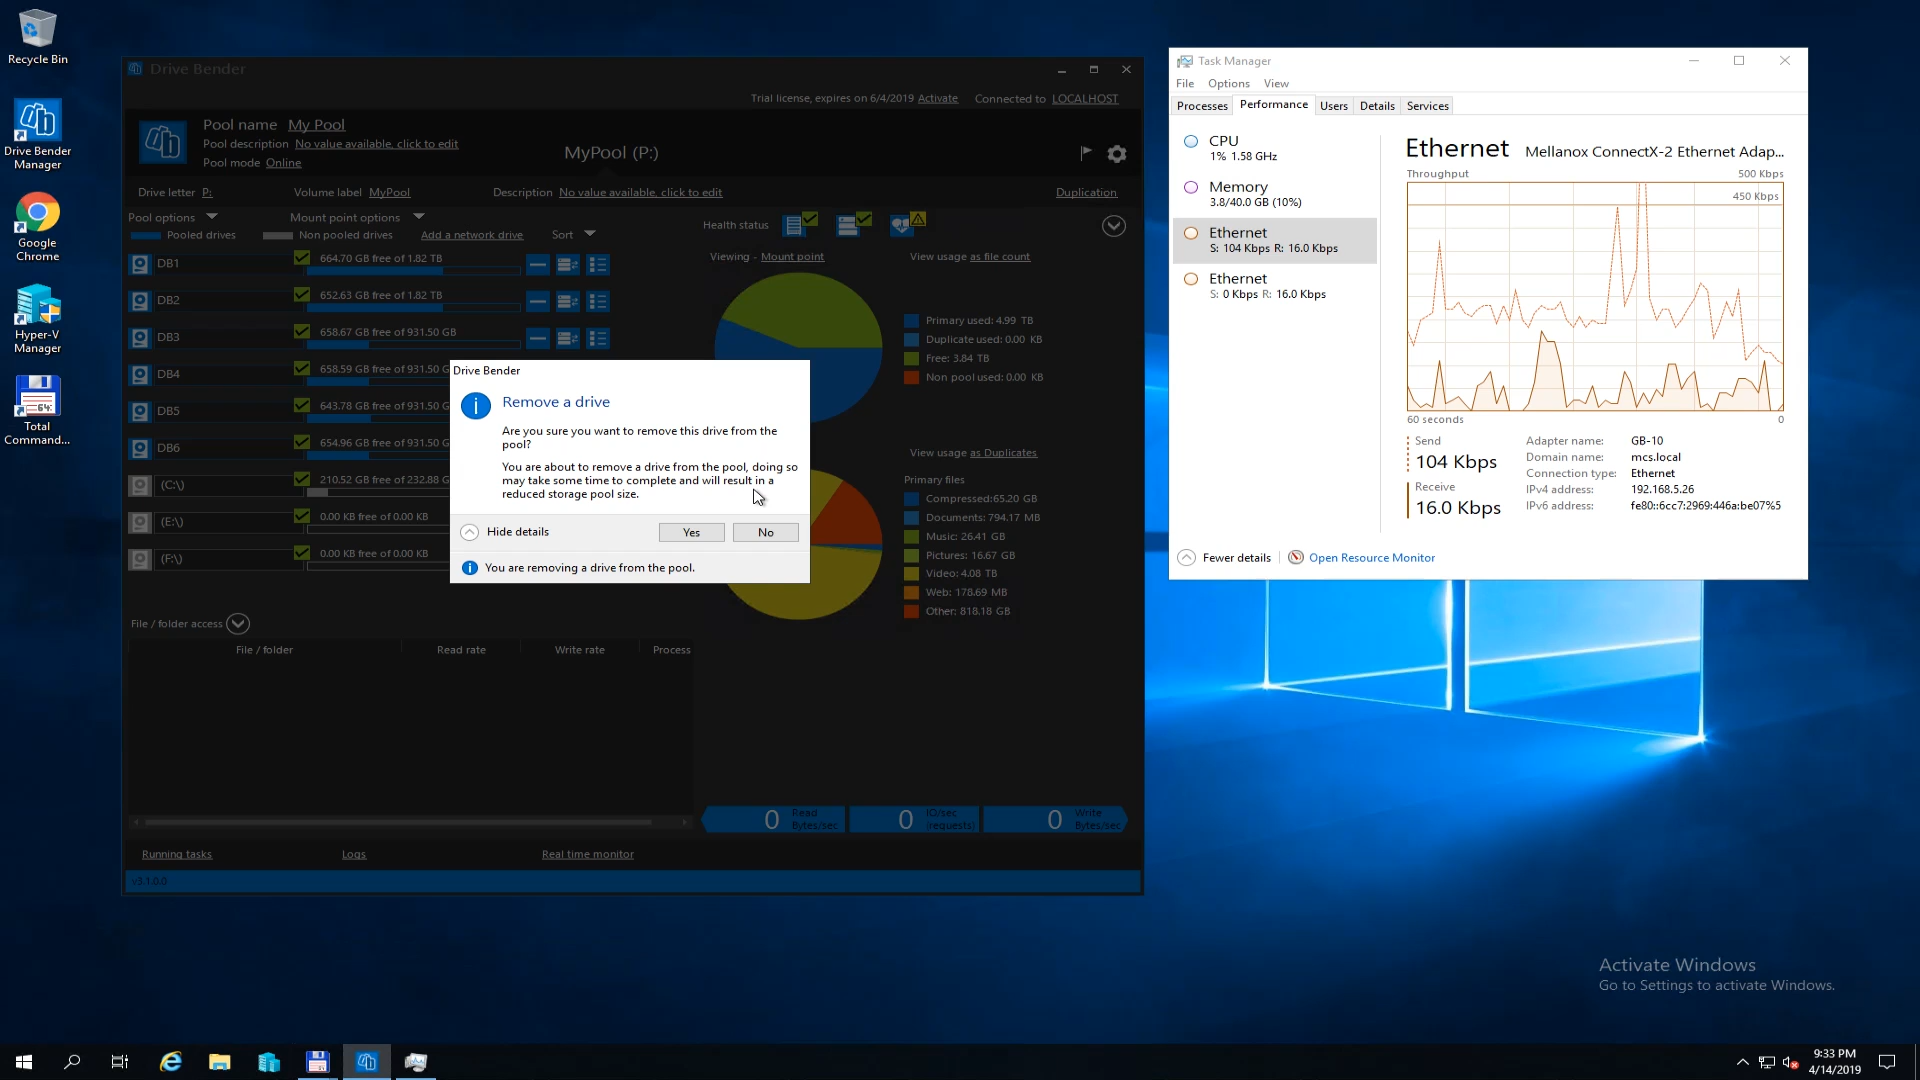 Recycle Bin
Drive Bender
Manager
Google
Chrome
Hyper-V
Manager
64:
Total
Command...
Drive Bender
Trial license, expires on 6/4/2019 Activate Connected to LOCALHOST
Pool name My Pool
Pool description No value available, click to edit
Pool mode Online
MyPool (P:)
Drive letter P: Volume label MyPool Description No value available, click to edit Duplication
Pool options Mount point options
Pooled drives Non pooled drives Add a network drive Sort
DB1 664.70 GB free of 1.82 TB
DB2 652.63 GB free of 1.82 TB
DB3 658.67 GB free of 931.50 GB
DB4 658.59 GB free of 931.50 G
DB5 643.78 GB free of 931.50 G
DB6 654.96 GB free of 931.50 G
(C:\) 210.52 GB free of 232.88 G
(E:\) 0.00 KB free of 0.00 KB
(F:\) 0.00 KB free of 0.00 KB
Health status
Viewing - Mount point View usage as file count
Primary used: 4.99 TB
Duplicate used: 0.00 KB
Free: 3.84 TB
Non pool used: 0.00 KB
View usage as Duplicates
Primary files
Compressed:65.20 GB
Documents: 794.17 MB
Music: 26.41 GB
Pictures: 16.67 GB
Video: 4.08 TB
Web: 178.69 MB
Other: 818.18 GB
Drive Bender
Remove a drive
Are you sure you want to remove this drive from the
pool?
You are about to remove a drive from the pool, doing so
may take some time to complete and will result in a
reduced storage pool size.
Hide details Yes No
You are removing a drive from the pool.
File / folder access
File / folder Read rate Write rate Process
0 Read Bytes/sec
0 IO/sec (requests)
0 Write Bytes/sec
Running tasks Logs Real time monitor
v3.1.0.0
Task Manager
File Options View
Processes Performance Users Details Services
CPU
1% 1.58 GHz
Memory
3.8/40.0 GB (10%)
Ethernet
S: 104 Kbps R: 16.0 Kbps
Ethernet
S: 0 Kbps R: 16.0 Kbps
Ethernet Mellanox ConnectX-2 Ethernet Adap...
Throughput 500 Kbps
450 Kbps
60 seconds 0
Send
104 Kbps
Receive
16.0 Kbps
Adapter name: GB-10
Domain name: mcs.local
Connection type: Ethernet
IPv4 address: 192.168.5.26
IPv6 address: fe80::6cc7:2969:446a:be07%5
Fewer details Open Resource Monitor
Activate Windows
Go to Settings to activate Windows.
9:33 PM
4/14/2019